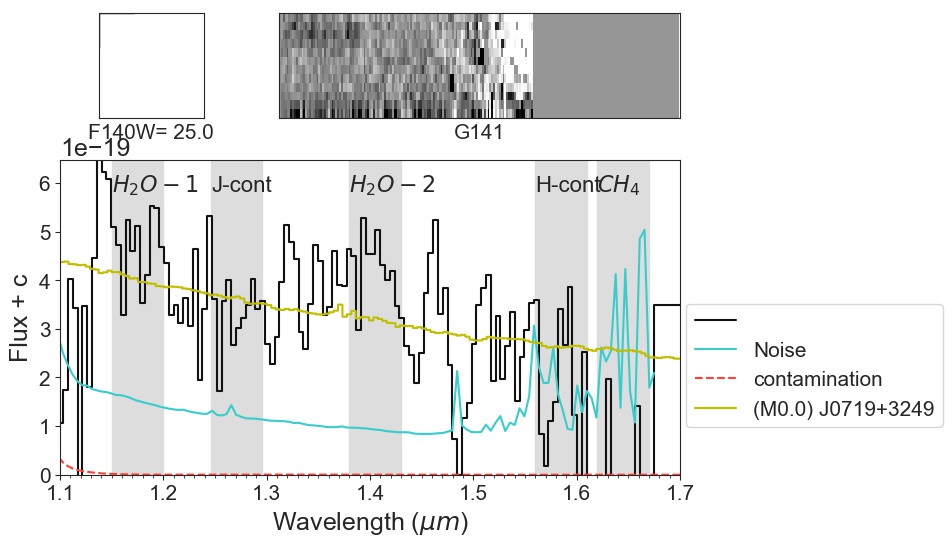 F140W= 25.0
G141
1e−19
H₂O − 1 J-cont H₂O − 2 H-cont CH₄
6
5
4
3
2
1
0
Flux + c
1.1 1.2 1.3 1.4 1.5 1.6 1.7
Wavelength (μm)
Noise
contamination
(M0.0) J0719+3249